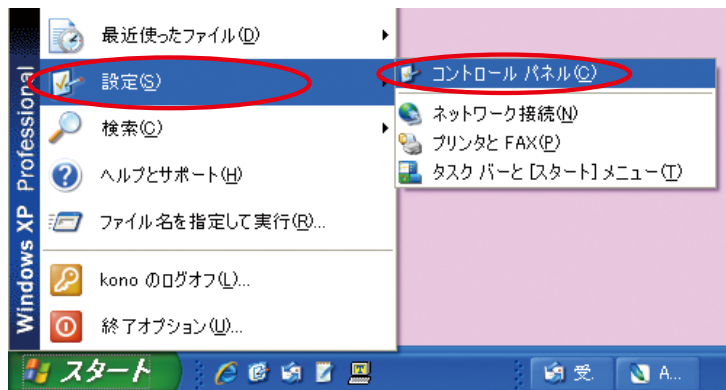 最近使ったファイル(D)
設定(S)
検索(C)
ヘルプとサポート(H)
ファイル名を指定して実行(R)...
kono のログオフ(L)...
終了オプション(U)...
Windows XP Professional
コントロール パネル(C)
ネットワーク接続(N)
プリンタと FAX(P)
タスク バーと [スタート] メニュー(T)
スタート
受
A...